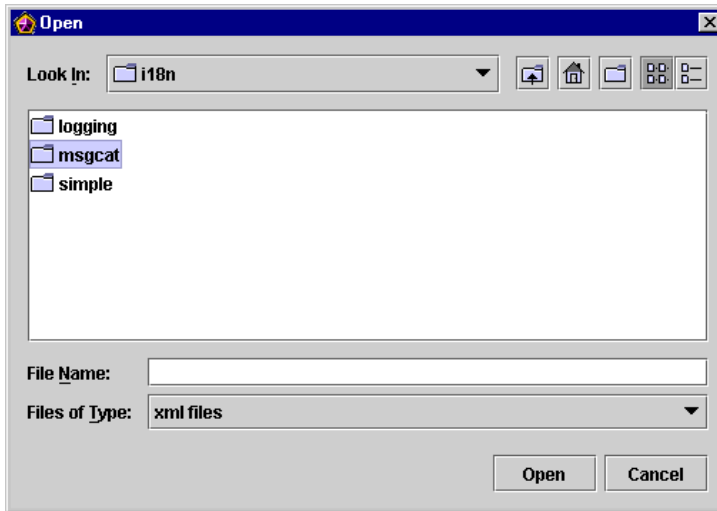 Open
Look In: i18n
logging
msgcat
simple
File Name:
Files of Type: xml files
Open Cancel